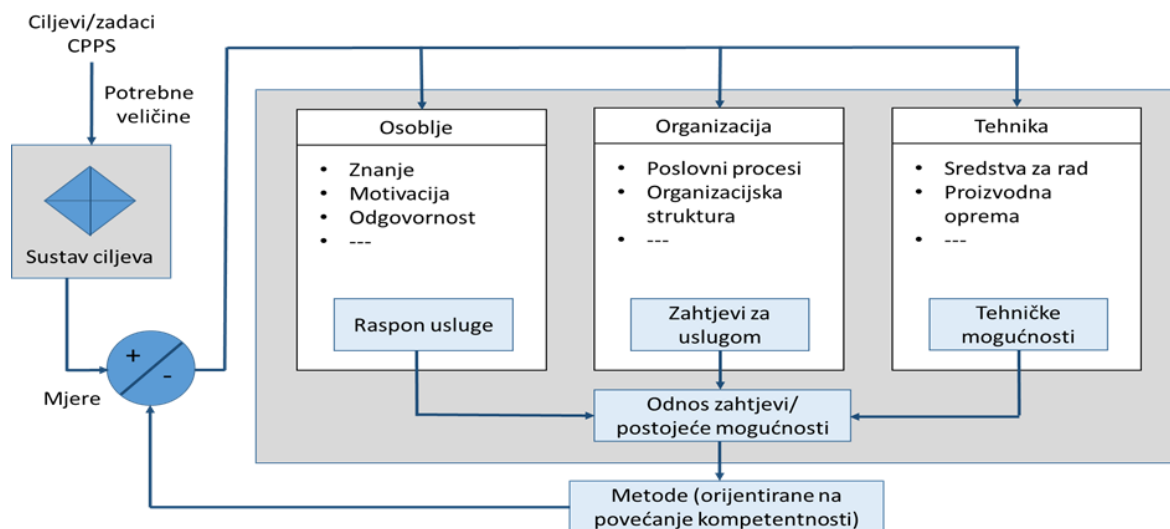 Ciljevi/zadaci
CPPS
Potrebne
veličine
Sustav ciljeva
+
-
Mjere
Osoblje
• Znanje
• Motivacija
• Odgovornost
• ---
Raspon usluge
Organizacija
• Poslovni procesi
• Organizacijska
struktura
• ---
Zahtjevi za
uslugom
Tehnika
• Sredstva za rad
• Proizvodna
oprema
• ---
Tehničke
mogućnosti
Odnos zahtjevi/
postojeće mogućnosti
Metode (orijentirane na
povećanje kompetentnosti)